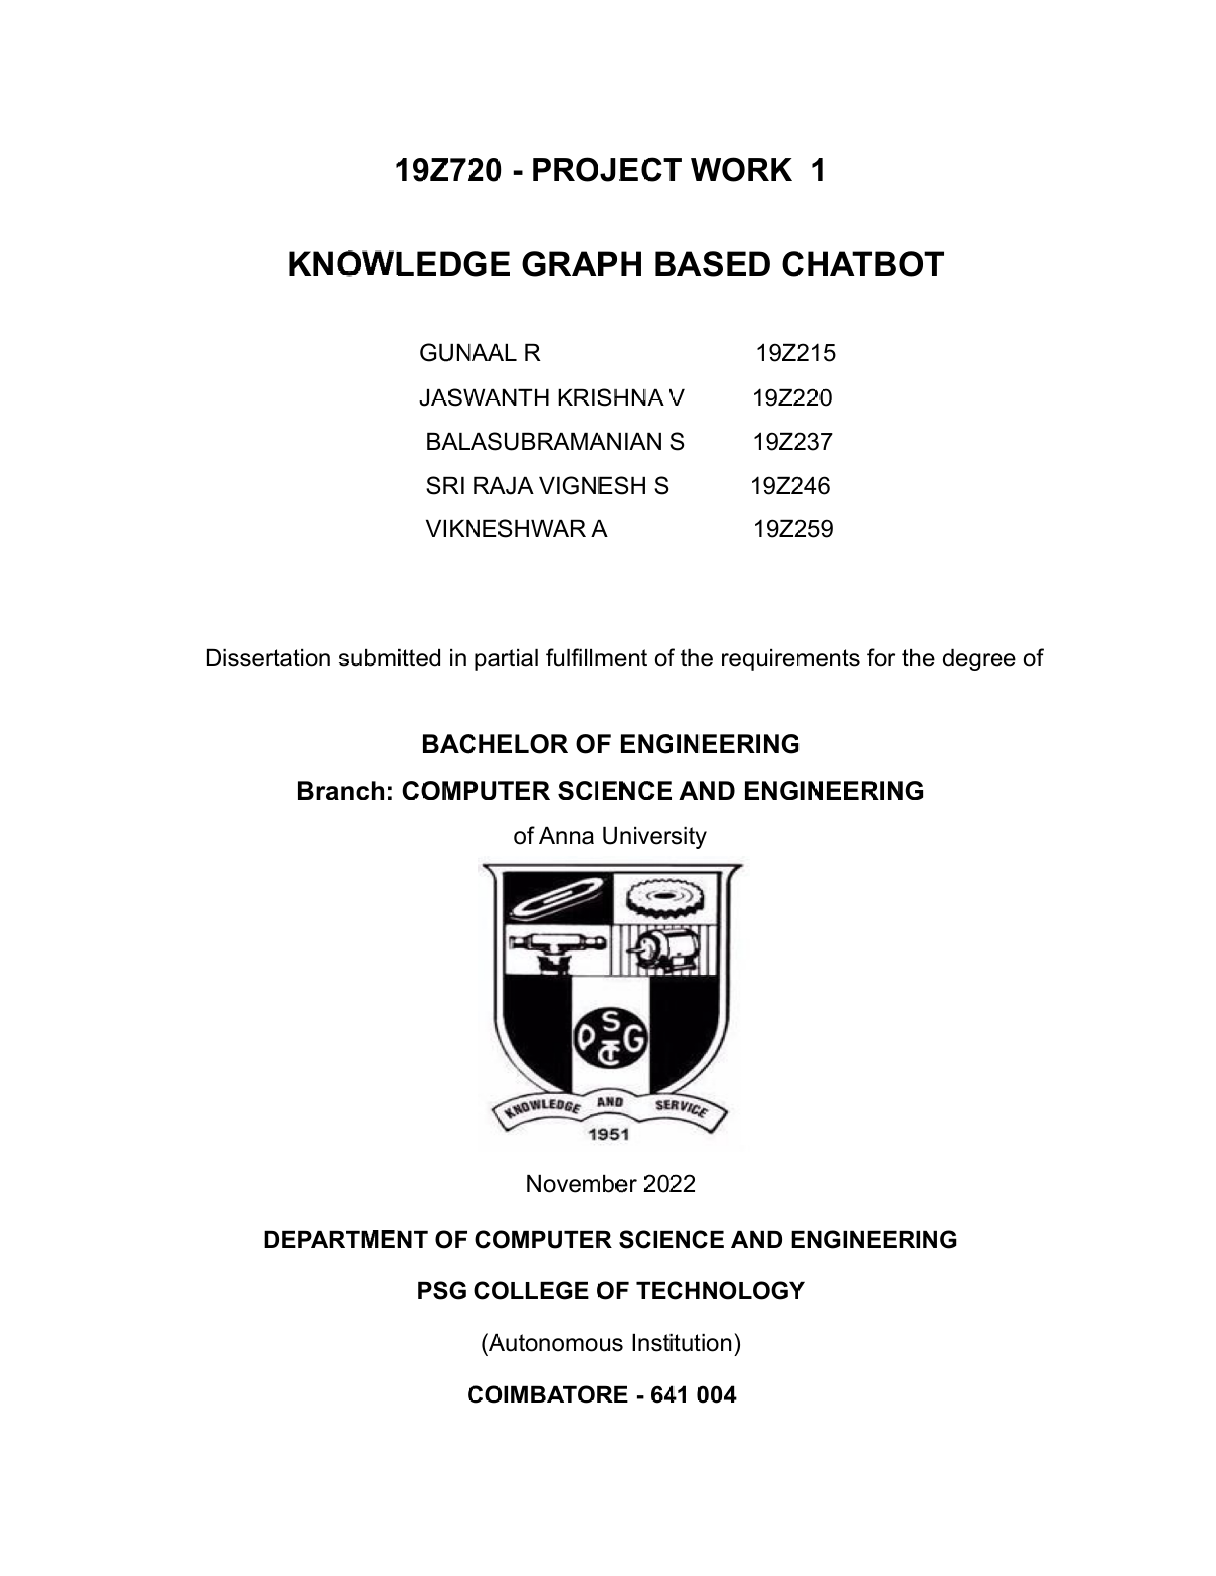 19Z720 - PROJECT WORK 1
KNOWLEDGE GRAPH BASED CHATBOT
GUNAAL R 19Z215
JASWANTH KRISHNA V 19Z220
BALASUBRAMANIAN S 19Z237
SRI RAJA VIGNESH S 19Z246
VIKNESHWAR A 19Z259
Dissertation submitted in partial fulfillment of the requirements for the degree of
BACHELOR OF ENGINEERING
Branch: COMPUTER SCIENCE AND ENGINEERING
of Anna University
PSG
CT
KNOWLEDGE AND SERVICE
1951
November 2022
DEPARTMENT OF COMPUTER SCIENCE AND ENGINEERING
PSG COLLEGE OF TECHNOLOGY
(Autonomous Institution)
COIMBATORE - 641 004